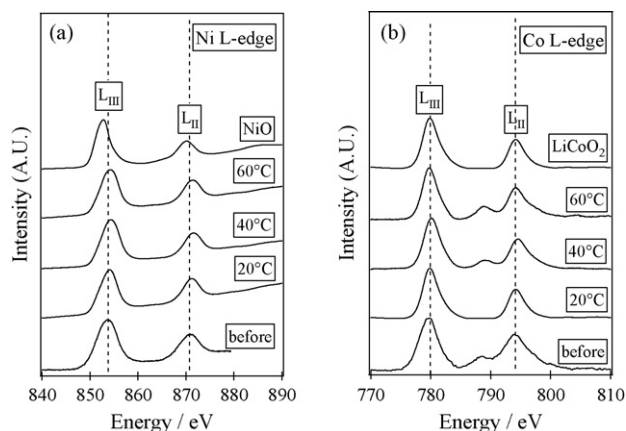 (a)
Ni L-edge
L_III
L_II
NiO
60°C
40°C
20°C
before
Intensity (A.U.)
840 850 860 870 880 890
Energy / eV
(b)
Co L-edge
L_III
L_II
LiCoO₂
60°C
40°C
20°C
before
Intensity (A.U.)
770 780 790 800 810
Energy / eV